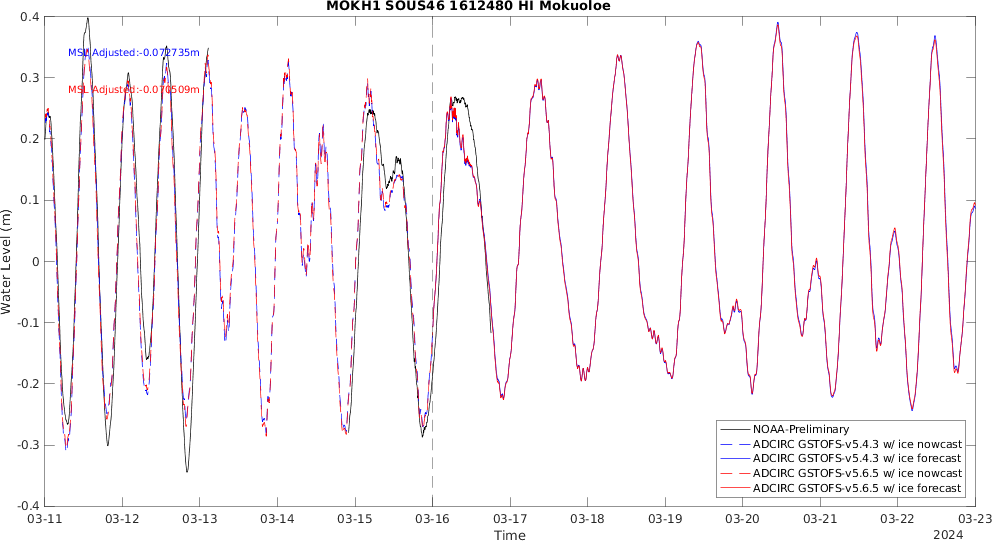 MOKH1 SOUS46 1612480 HI Mokuoloe
0.4
0.3
0.2
0.1
0
-0.1
-0.2
-0.3
-0.4
Water Level (m)
MSL Adjusted:-0.072735m
MSL Adjusted:-0.070509m
NOAA-Preliminary
ADCIRC GSTOFS-v5.4.3 w/ ice nowcast
ADCIRC GSTOFS-v5.4.3 w/ ice forecast
ADCIRC GSTOFS-v5.6.5 w/ ice nowcast
ADCIRC GSTOFS-v5.6.5 w/ ice forecast
03-11 03-12 03-13 03-14 03-15 03-16 03-17 03-18 03-19 03-20 03-21 03-22 03-23
Time
2024